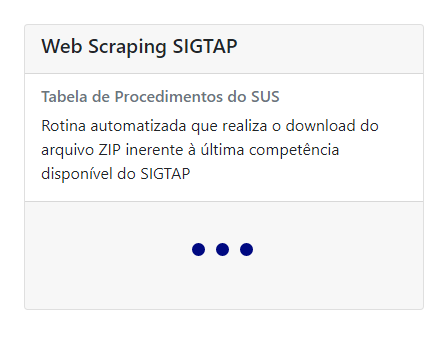 Web Scraping SIGTAP
Tabela de Procedimentos do SUS
Rotina automatizada que realiza o download do
arquivo ZIP inerente à última competência
disponível do SIGTAP